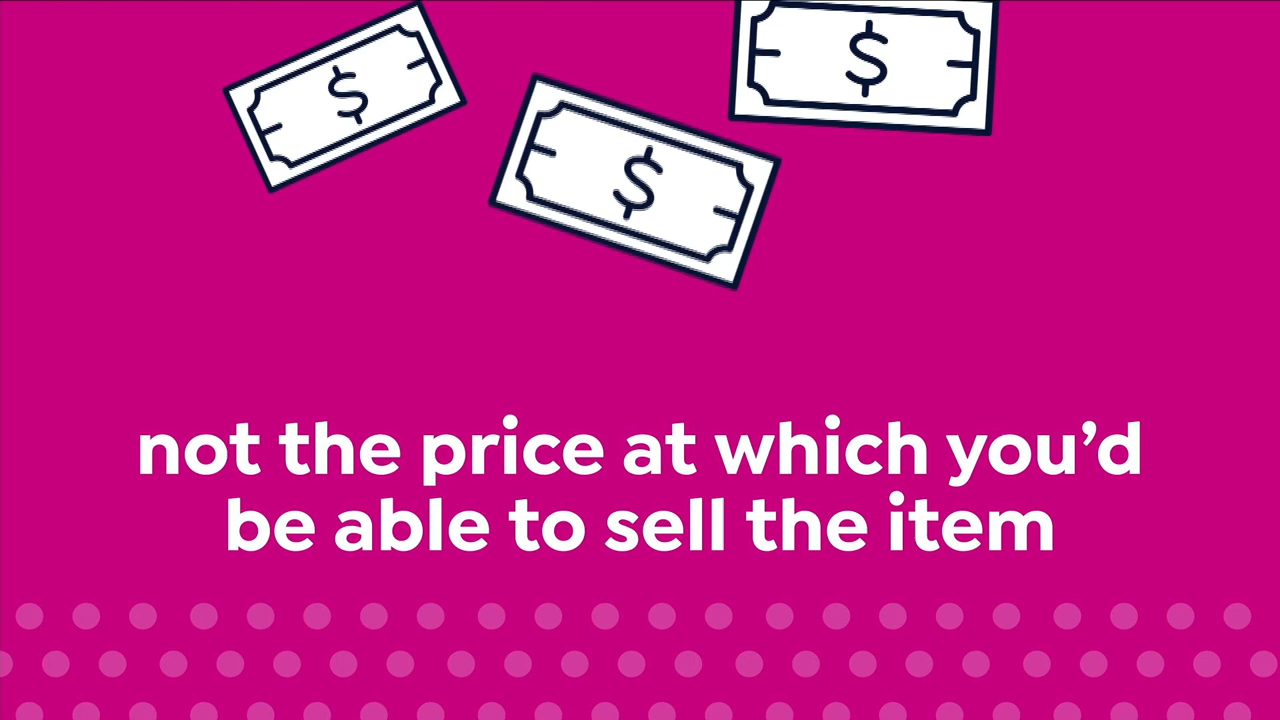 $
$
$
not the price at which you’d
be able to sell the item